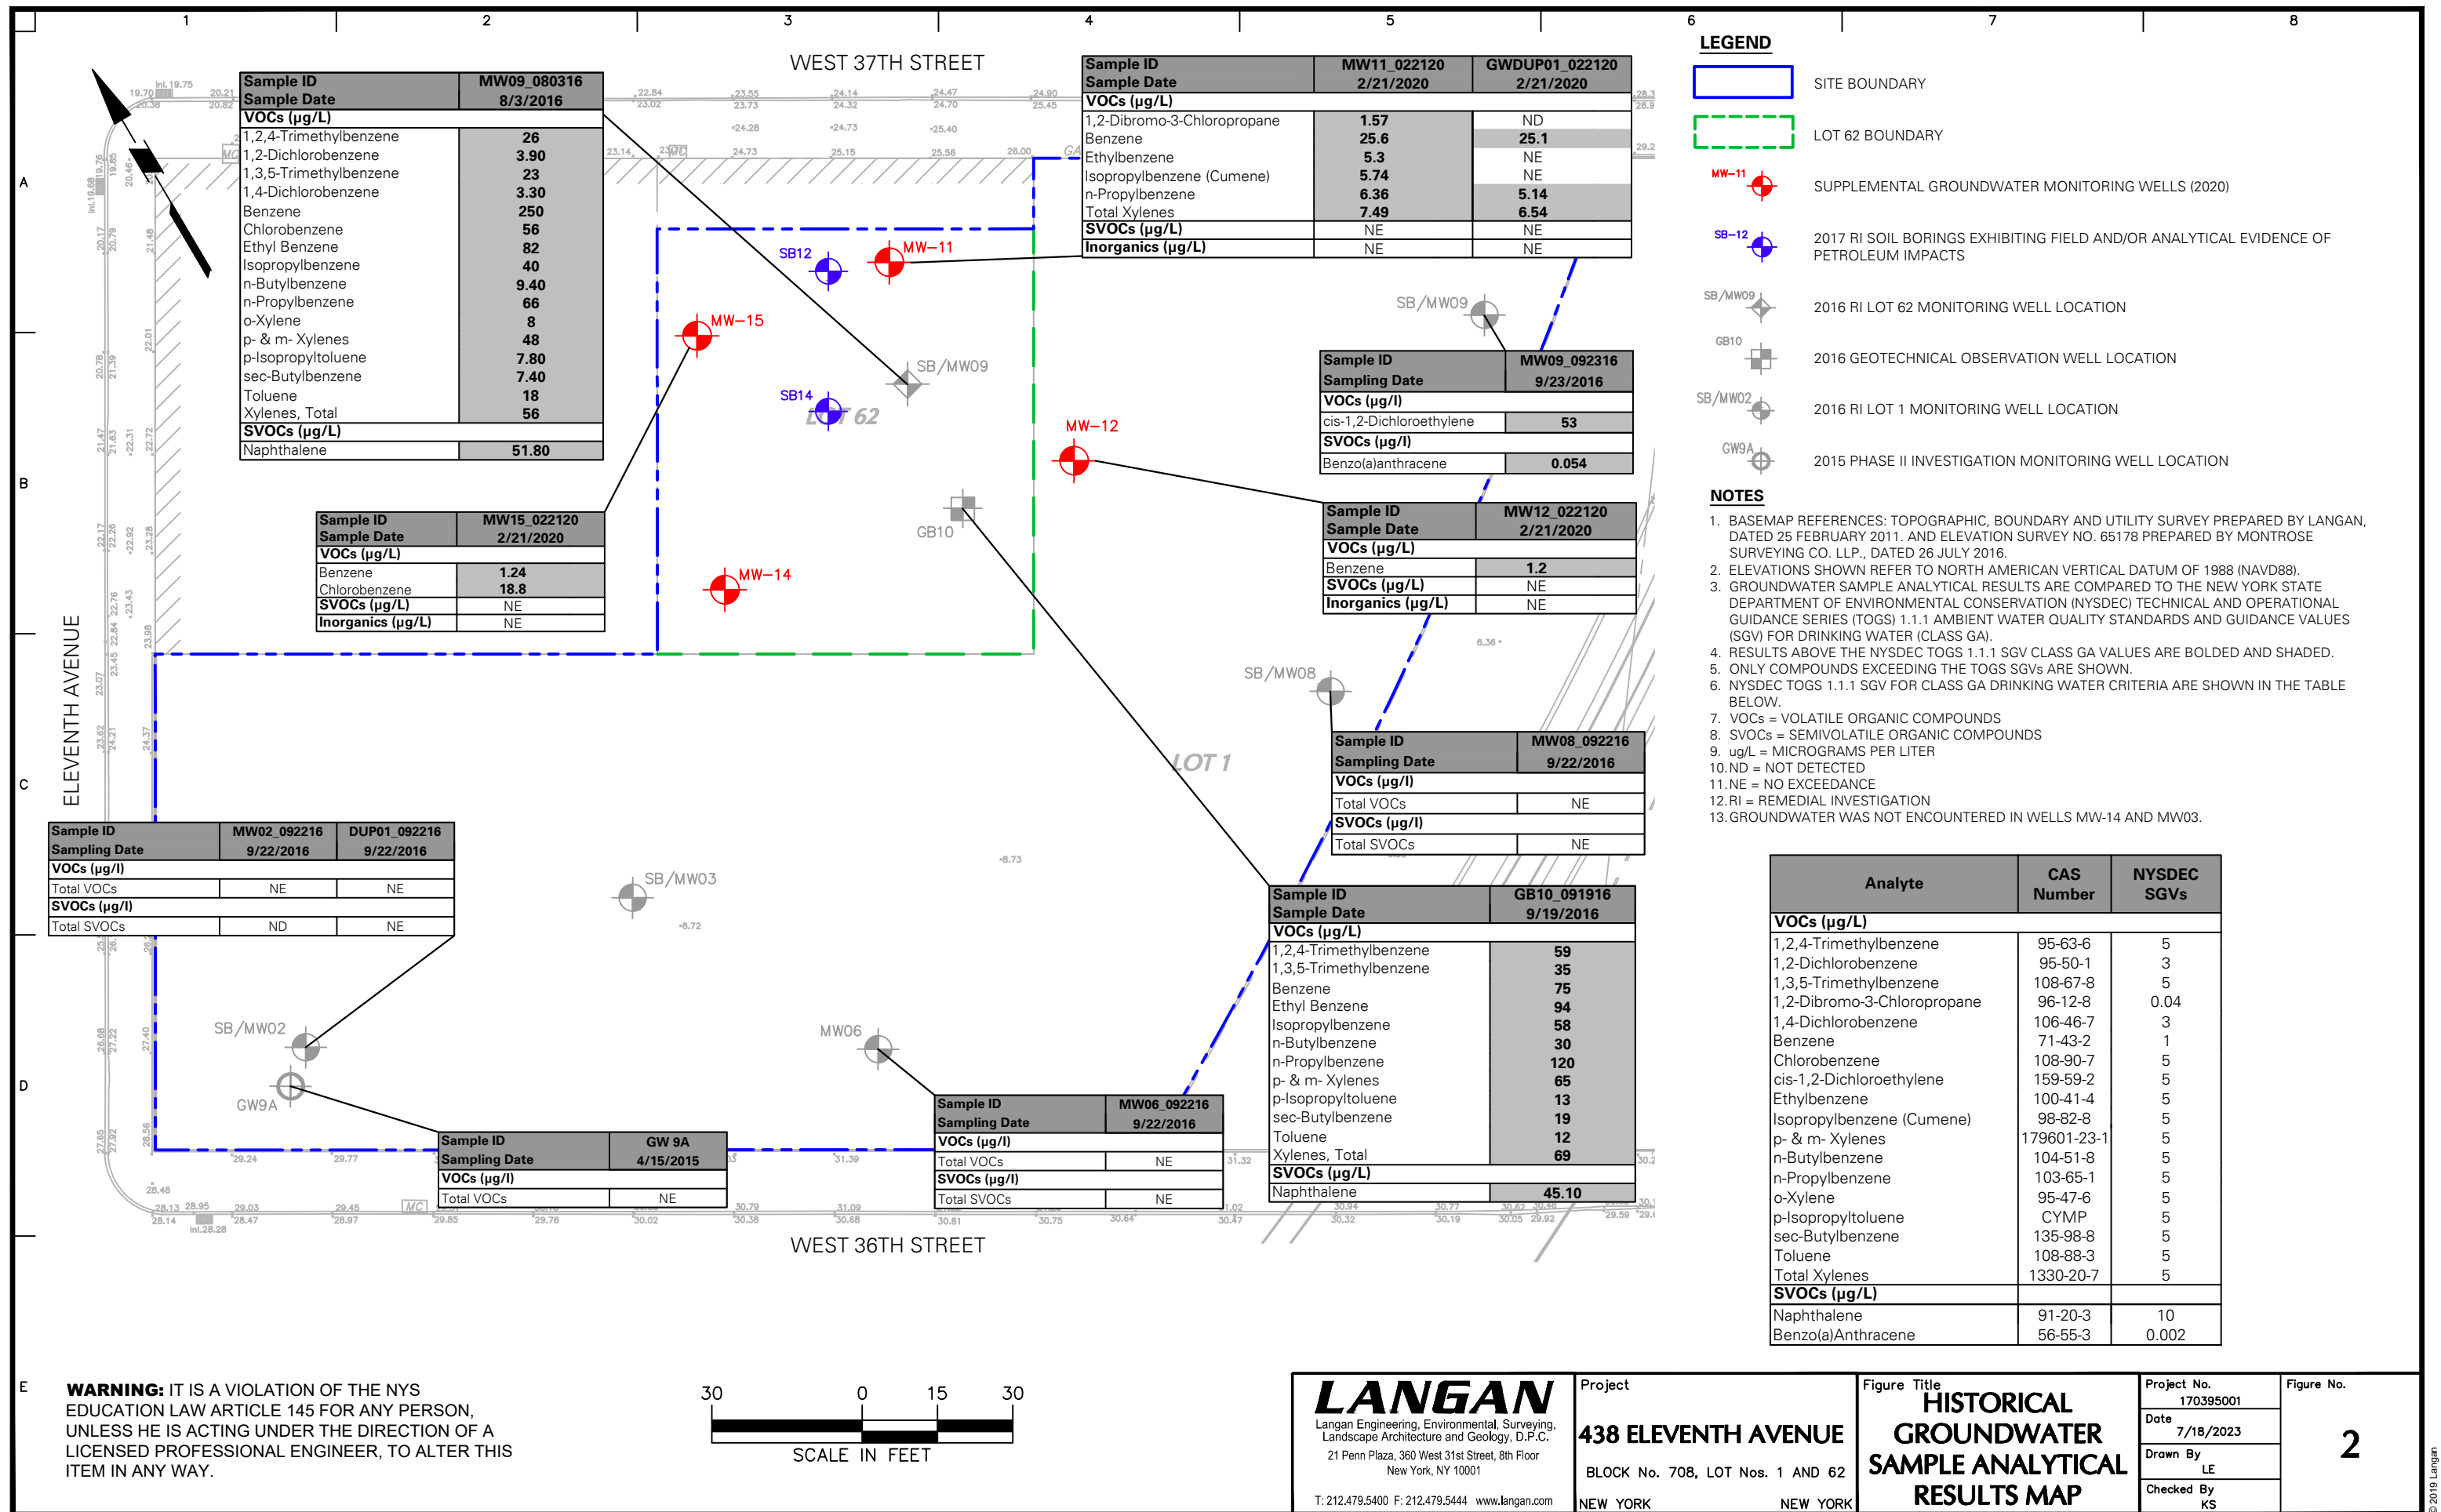 1 2 3 4 5 6 7 8
A
B
C
D
E
WEST 37TH STREET
ELEVENTH AVENUE
WEST 36TH STREET
Sample ID MW09_080316
Sample Date 8/3/2016
VOCs (µg/L)
1,2,4-Trimethylbenzene 26
1,2-Dichlorobenzene 3.90
1,3,5-Trimethylbenzene 23
1,4-Dichlorobenzene 3.30
Benzene 250
Chlorobenzene 56
Ethyl Benzene 82
Isopropylbenzene 40
n-Butylbenzene 9.40
n-Propylbenzene 66
o-Xylene 8
p- & m- Xylenes 48
p-Isopropyltoluene 7.80
sec-Butylbenzene 7.40
Toluene 18
Xylenes, Total 56
SVOCs (µg/L)
Naphthalene 51.80
Sample ID MW11_022120 GWDUP01_022120
Sample Date 2/21/2020 2/21/2020
VOCs (µg/L)
1,2-Dibromo-3-Chloropropane 1.57 ND
Benzene 25.6 25.1
Ethylbenzene 5.3 NE
Isopropylbenzene (Cumene) 5.74 NE
n-Propylbenzene 6.36 5.14
Total Xylenes 7.49 6.54
SVOCs (µg/L) NE NE
Inorganics (µg/L) NE NE
SB12
MW-11
MW-15
SB/MW09
SB14
LOT 62
MW-12
GB10
MW-14
SB/MW09
Sample ID MW09_092316
Sampling Date 9/23/2016
VOCs (µg/l)
cis-1,2-Dichloroethylene 53
SVOCs (µg/l)
Benzo(a)anthracene 0.054
Sample ID MW15_022120
Sample Date 2/21/2020
VOCs (µg/L)
Benzene 1.24
Chlorobenzene 18.8
SVOCs (µg/L) NE
Inorganics (µg/L) NE
Sample ID MW12_022120
Sample Date 2/21/2020
VOCs (µg/L)
Benzene 1.2
SVOCs (µg/L) NE
Inorganics (µg/L) NE
6.36
SB/MW08
LOT 1
Sample ID MW08_092216
Sampling Date 9/22/2016
VOCs (µg/l)
Total VOCs NE
SVOCs (µg/l)
Total SVOCs NE
Sample ID MW02_092216 DUP01_092216
Sampling Date 9/22/2016 9/22/2016
VOCs (µg/l)
Total VOCs NE NE
SVOCs (µg/l)
Total SVOCs ND NE
SB/MW03
8.73
8.72
Sample ID GB10_091916
Sample Date 9/19/2016
VOCs (µg/L)
1,2,4-Trimethylbenzene 59
1,3,5-Trimethylbenzene 35
Benzene 75
Ethyl Benzene 94
Isopropylbenzene 58
n-Butylbenzene 30
n-Propylbenzene 120
p- & m- Xylenes 65
p-Isopropyltoluene 13
sec-Butylbenzene 19
Toluene 12
Xylenes, Total 69
SVOCs (µg/L)
Naphthalene 45.10
SB/MW02
GW9A
MW06
Sample ID GW 9A
Sampling Date 4/15/2015
VOCs (µg/l)
Total VOCs NE
Sample ID MW06_092216
Sampling Date 9/22/2016
VOCs (µg/l)
Total VOCs NE
SVOCs (µg/l)
Total SVOCs NE
LEGEND
SITE BOUNDARY
LOT 62 BOUNDARY
MW-11 SUPPLEMENTAL GROUNDWATER MONITORING WELLS (2020)
SB-12 2017 RI SOIL BORINGS EXHIBITING FIELD AND/OR ANALYTICAL EVIDENCE OF
PETROLEUM IMPACTS
SB/MW09 2016 RI LOT 62 MONITORING WELL LOCATION
GB10 2016 GEOTECHNICAL OBSERVATION WELL LOCATION
SB/MW02 2016 RI LOT 1 MONITORING WELL LOCATION
GW9A 2015 PHASE II INVESTIGATION MONITORING WELL LOCATION
NOTES
1. BASEMAP REFERENCES: TOPOGRAPHIC, BOUNDARY AND UTILITY SURVEY PREPARED BY LANGAN,
DATED 25 FEBRUARY 2011. AND ELEVATION SURVEY NO. 65178 PREPARED BY MONTROSE
SURVEYING CO. LLP., DATED 26 JULY 2016.
2. ELEVATIONS SHOWN REFER TO NORTH AMERICAN VERTICAL DATUM OF 1988 (NAVD88).
3. GROUNDWATER SAMPLE ANALYTICAL RESULTS ARE COMPARED TO THE NEW YORK STATE
DEPARTMENT OF ENVIRONMENTAL CONSERVATION (NYSDEC) TECHNICAL AND OPERATIONAL
GUIDANCE SERIES (TOGS) 1.1.1 AMBIENT WATER QUALITY STANDARDS AND GUIDANCE VALUES
(SGV) FOR DRINKING WATER (CLASS GA).
4. RESULTS ABOVE THE NYSDEC TOGS 1.1.1 SGV CLASS GA VALUES ARE BOLDED AND SHADED.
5. ONLY COMPOUNDS EXCEEDING THE TOGS SGVs ARE SHOWN.
6. NYSDEC TOGS 1.1.1 SGV FOR CLASS GA DRINKING WATER CRITERIA ARE SHOWN IN THE TABLE
BELOW.
7. VOCs = VOLATILE ORGANIC COMPOUNDS
8. SVOCs = SEMIVOLATILE ORGANIC COMPOUNDS
9. ug/L = MICROGRAMS PER LITER
10. ND = NOT DETECTED
11. NE = NO EXCEEDANCE
12. RI = REMEDIAL INVESTIGATION
13. GROUNDWATER WAS NOT ENCOUNTERED IN WELLS MW-14 AND MW03.
Analyte CAS Number NYSDEC SGVs
VOCs (µg/L)
1,2,4-Trimethylbenzene 95-63-6 5
1,2-Dichlorobenzene 95-50-1 3
1,3,5-Trimethylbenzene 108-67-8 5
1,2-Dibromo-3-Chloropropane 96-12-8 0.04
1,4-Dichlorobenzene 106-46-7 3
Benzene 71-43-2 1
Chlorobenzene 108-90-7 5
cis-1,2-Dichloroethylene 159-59-2 5
Ethylbenzene 100-41-4 5
Isopropylbenzene (Cumene) 98-82-8 5
p- & m- Xylenes 179601-23-1 5
n-Butylbenzene 104-51-8 5
n-Propylbenzene 103-65-1 5
o-Xylene 95-47-6 5
p-Isopropyltoluene CYMP 5
sec-Butylbenzene 135-98-8 5
Toluene 108-88-3 5
Total Xylenes 1330-20-7 5
SVOCs (µg/L)
Naphthalene 91-20-3 10
Benzo(a)Anthracene 56-55-3 0.002
WARNING: IT IS A VIOLATION OF THE NYS
EDUCATION LAW ARTICLE 145 FOR ANY PERSON,
UNLESS HE IS ACTING UNDER THE DIRECTION OF A
LICENSED PROFESSIONAL ENGINEER, TO ALTER THIS
ITEM IN ANY WAY.
30 0 15 30
SCALE IN FEET
LANGAN
Langan Engineering, Environmental, Surveying,
Landscape Architecture and Geology, D.P.C.
21 Penn Plaza, 360 West 31st Street, 8th Floor
New York, NY 10001
T: 212.479.5400 F: 212.479.5444 www.langan.com
Project
438 ELEVENTH AVENUE
BLOCK No. 708, LOT Nos. 1 AND 62
NEW YORK NEW YORK
Figure Title
HISTORICAL
GROUNDWATER
SAMPLE ANALYTICAL
RESULTS MAP
Project No.
170395001
Date
7/18/2023
Drawn By
LE
Checked By
KS
Figure No.
2
© 2019 Langan